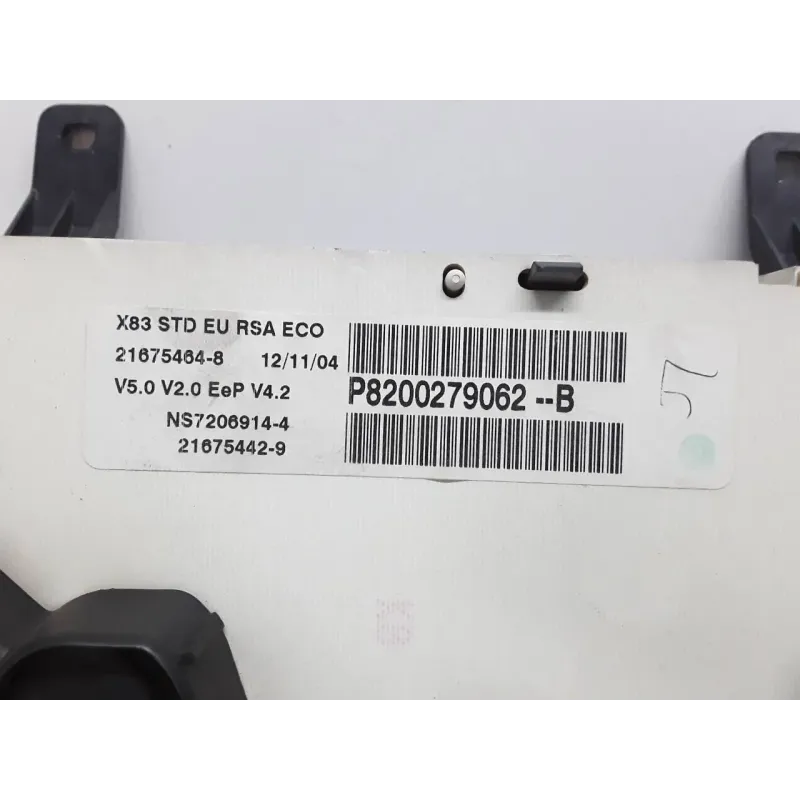 X83 STD EU RSA ECO
21675464-8 12/11/04
V5.0 V2.0 EeP V4.2
P8200279062 --B
NS7206914-4
21675442-9